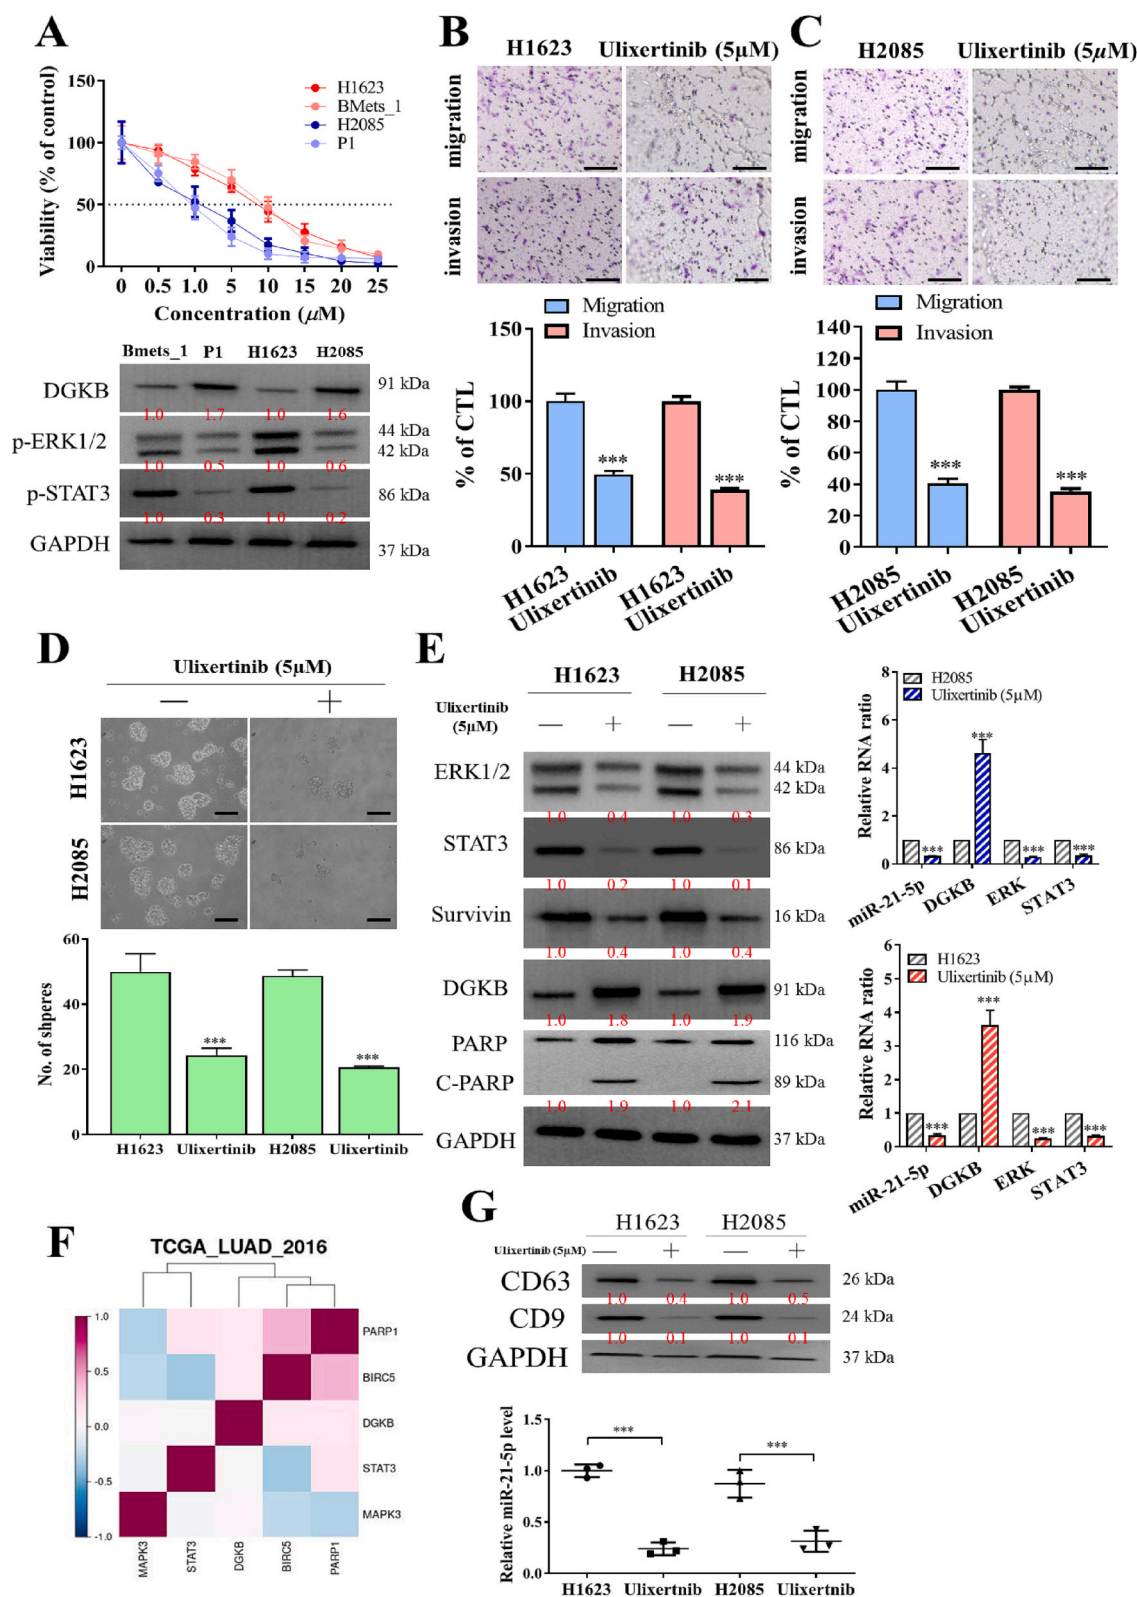 A
Viability (% of control)
150
100
50
0
H1623
BMets_1
H2085
P1
0 0.5 1.0 5 10 15 20 25
Concentration (μM)
Bmets_1 P1 H1623 H2085
DGKB 91 kDa
1.0 1.7 1.0 1.6
p-ERK1/2 44 kDa
42 kDa
1.0 0.5 1.0 0.6
p-STAT3 86 kDa
1.0 0.3 1.0 0.2
GAPDH 37 kDa
B
H1623 Ulixertinib (5μM)
migration
invasion
Migration
Invasion
% of CTL
150
100
50
0
*** ***
H1623 Ulixertinib H1623 Ulixertinib
C
H2085 Ulixertinib (5μM)
migration
invasion
Migration
Invasion
% of CTL
140
120
100
80
60
40
20
0
*** ***
H2085 Ulixertinib H2085 Ulixertinib
D
Ulixertinib (5μM)
— +
H1623
H2085
No. of shperes
60
40
20
0
*** ***
H1623 Ulixertinib H2085 Ulixertinib
E
H1623 H2085
Ulixertinib
(5μM)
— + — +
ERK1/2 44 kDa
42 kDa
1.0 0.4 1.0 0.3
STAT3 86 kDa
1.0 0.2 1.0 0.1
Survivin 16 kDa
1.0 0.4 1.0 0.4
DGKB 91 kDa
1.0 1.8 1.0 1.9
PARP 116 kDa
C-PARP 89 kDa
1.0 1.9 1.0 2.1
GAPDH 37 kDa
Relative RNA ratio
8
6
4
2
0
H2085
Ulixertinib (5μM)
*** *** *** ***
miR-21-5p DGKB ERK STAT3
Relative RNA ratio
6
5
4
3
2
1
0
H1623
Ulixertinib (5μM)
*** *** *** ***
miR-21-5p DGKB ERK STAT3
F
TCGA_LUAD_2016
1.0
0.5
0.0
-0.5
-1.0
PARP1
BIRC5
DGKB
STAT3
MAPK3
MAPK3 STAT3 DGKB BIRC5 PARP1
G
H1623 H2085
Ulixertinib (5μM) — + — +
CD63 26 kDa
1.0 0.4 1.0 0.5
CD9 24 kDa
1.0 0.1 1.0 0.1
GAPDH 37 kDa
Relative miR-21-5p level
1.5
1.0
0.5
0.0
*** ***
H1623 Ulixertnib H2085 Ulixertnib